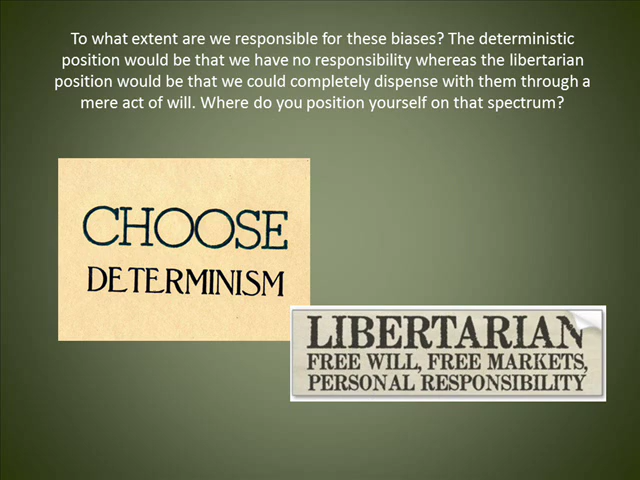 To what extent are we responsible for these biases? The deterministic
position would be that we have no responsibility whereas the libertarian
position would be that we could completely dispense with them through a
mere act of will. Where do you position yourself on that spectrum?
CHOOSE
DETERMINISM
LIBERTARIAN
FREE WILL, FREE MARKETS,
PERSONAL RESPONSIBILITY